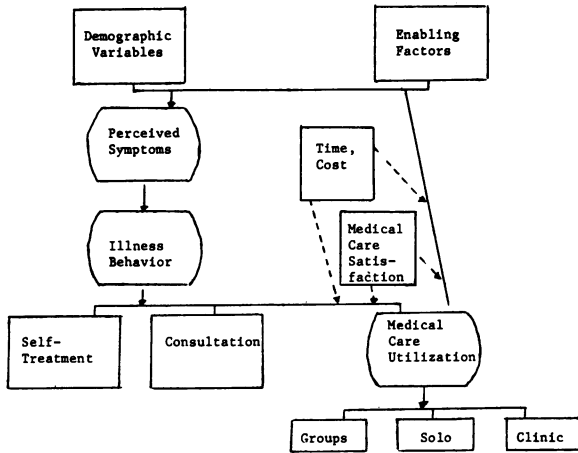 Demographic
Variables
Enabling
Factors
Perceived
Symptoms
Time,
Cost
Illness
Behavior
Medical
Care
Satis-
faction
Self-
Treatment
Consultation
Medical
Care
Utilization
Groups
Solo
Clinic